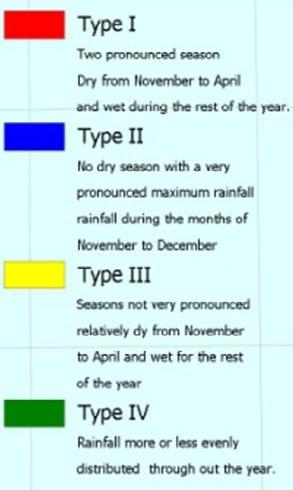 Type I
Two pronounced season
Dry from November to April
and wet during the rest of the year.
Type II
No dry season with a very
pronounced maximum rainfall
rainfall during the months of
November to December
Type III
Seasons not very pronounced
relatively dy from November
to April and wet for the rest
of the year
Type IV
Rainfall more or less evenly
distributed through out the year.